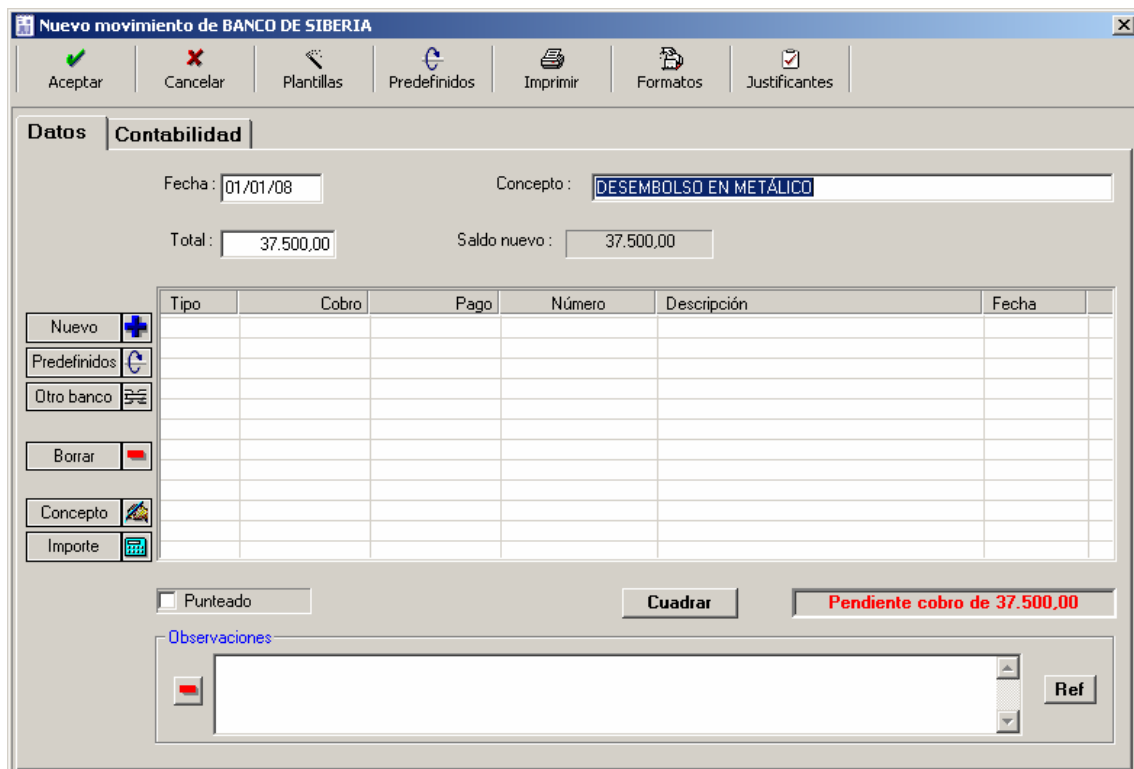 Nuevo movimiento de BANCO DE SIBERIA
Aceptar Cancelar Plantillas Predefinidos Imprimir Formatos Justificantes
Datos Contabilidad
Fecha : 01/01/08 Concepto : DESEMBOLSO EN METÁLICO
Total : 37.500,00 Saldo nuevo : 37.500,00
Tipo Cobro Pago Número Descripción Fecha
Nuevo
Predefinidos
Otro banco
Borrar
Concepto
Importe
Punteado Cuadrar Pendiente cobro de 37.500,00
Observaciones
Ref